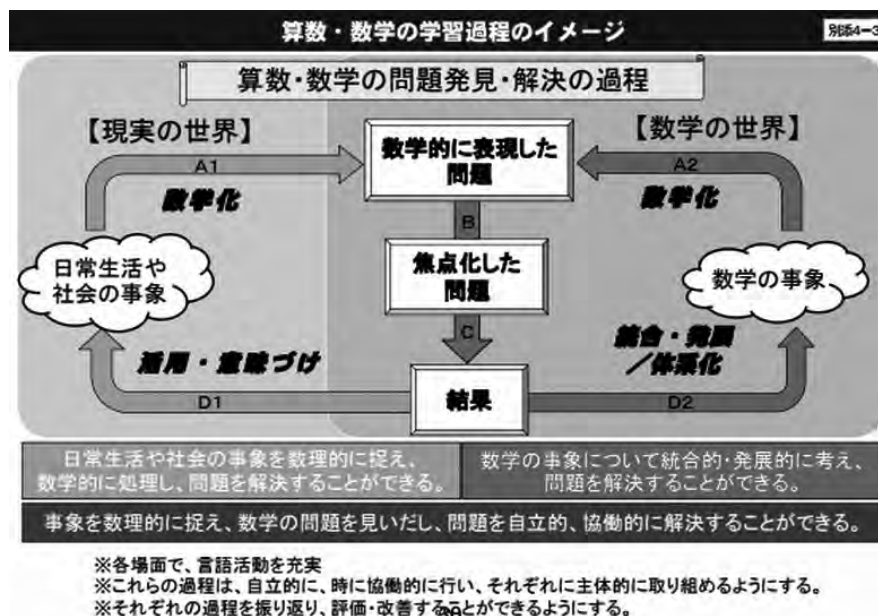 算数・数学の学習過程のイメージ
別添4-3
算数・数学の問題発見・解決の過程
【現実の世界】
【数学の世界】
数学的に表現した
問題
A1
A2
数学化
数学化
B
日常生活や
社会の事象
焦点化した
問題
数学の事象
C
活用・意味づけ
統合・発展
／体系化
結果
D1
D2
日常生活や社会の事象を数理的に捉え、
数学的に処理し、問題を解決することができる。
数学の事象について統合的・発展的に考え、
問題を解決することができる。
事象を数理的に捉え、数学の問題を見いだし、問題を自立的、協働的に解決することができる。
※各場面で、言語活動を充実
※これらの過程は、自立的に、時に協働的に行い、それぞれに主体的に取り組めるようにする。
※それぞれの過程を振り返り、評価・改善することができるようにする。